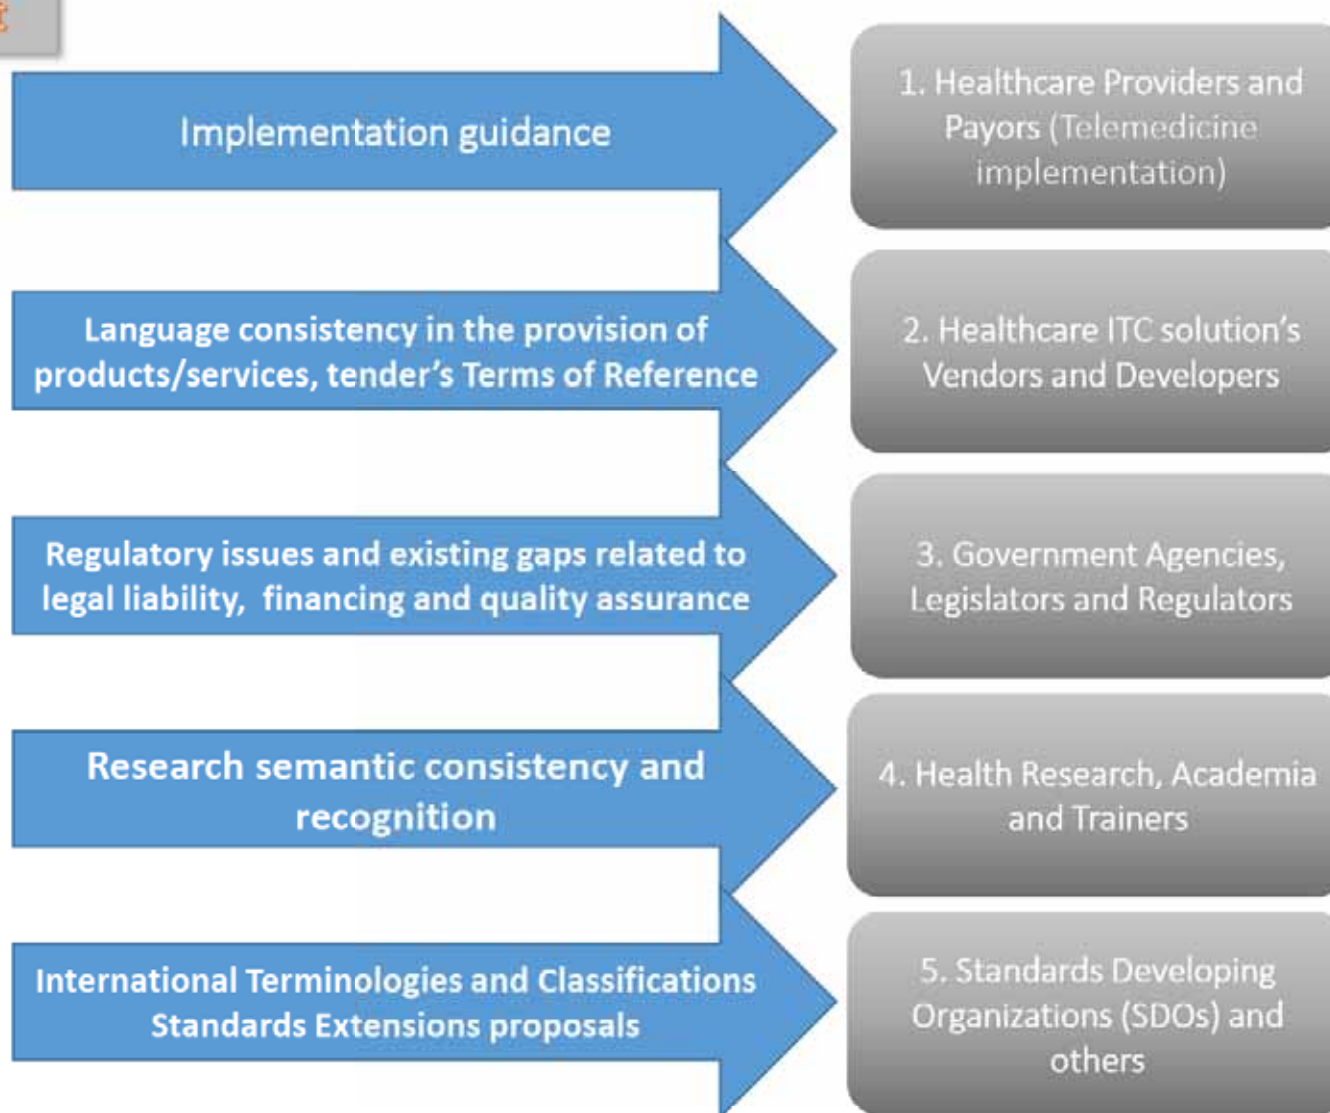 Implementation guidance
1. Healthcare Providers and
Payors (Telemedicine
implementation)
Language consistency in the provision of
products/services, tender's Terms of Reference
2. Healthcare ITC solution's
Vendors and Developers
Regulatory issues and existing gaps related to
legal liability, financing and quality assurance
3. Government Agencies,
Legislators and Regulators
Research semantic consistency and
recognition
4. Health Research, Academia
and Trainers
International Terminologies and Classifications
Standards Extensions proposals
5. Standards Developing
Organizations (SDOs) and
others